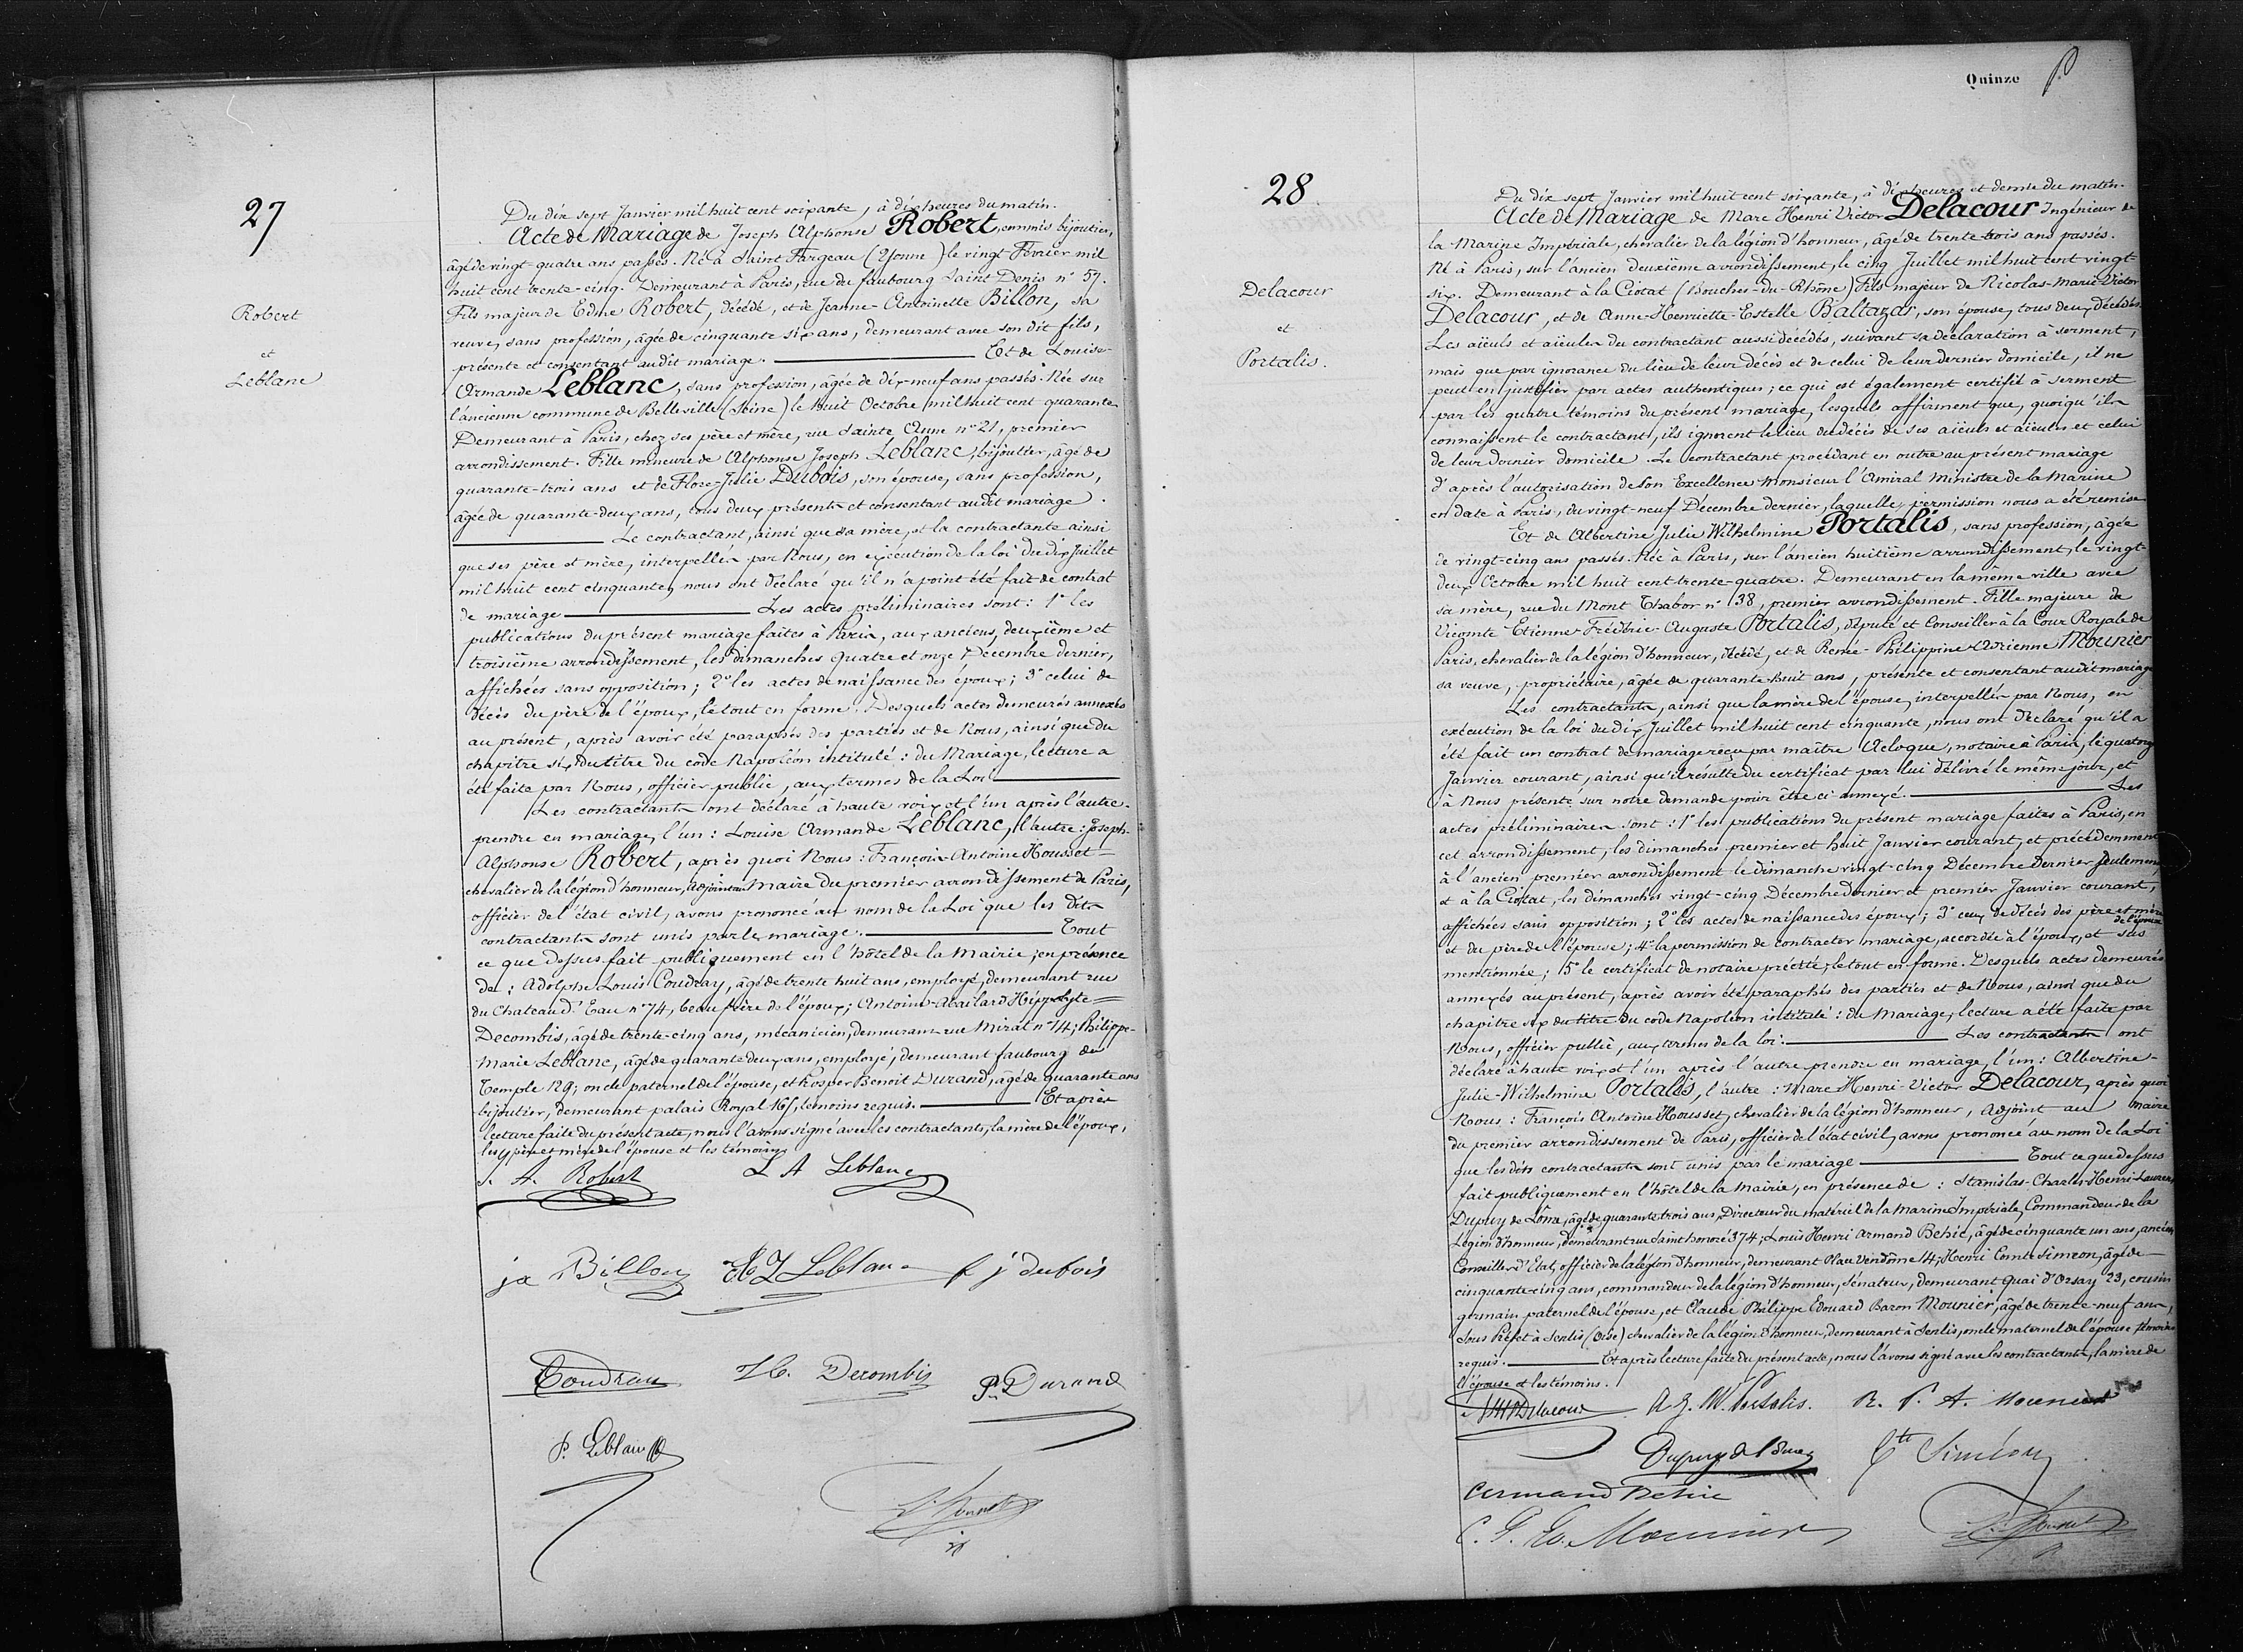 27
Robert
et
Leblanc
Du dix sept Janvier mil huit cent soixante, à dix heures du matin.
Acte de Mariage de Joseph Alphonse Robert, commis bijoutier,
âgé de vingt-quatre ans passés. Né à Saint Fargeau (Yonne) le vingt Février mil
huit cent trente-cinq. Demeurant à Paris, rue du faubourg Saint Denis n° 57.
Fils majeur de Edme Robert, décédé, et de Jeanne-Antoinette Billon, sa
veuve, sans profession, âgée de cinquante six ans, demeurant avec son dit fils,
présente et consentant audit mariage. Et de Louise-
Armande Leblanc, sans profession, âgée de dix-neuf ans passés. Née sur
l'ancienne commune de Belleville (Seine) le huit Octobre mil huit cent quarante
Demeurant à Paris, chez ses père et mère, rue Sainte Anne n° 21, premier
arrondissement. Fille mineure de Alphonse Joseph Leblanc, bijoutier, âgé de
quarante-trois ans et de Flore-Julie Dubois, son épouse, sans profession,
âgée de quarante-deux ans, tous deux présents et consentant audit mariage.
Le contractant, ainsi que sa mère, et la contractante ainsi
que ses père et mère, interpellés par Nous, en exécution de la loi du dix Juillet
mil huit cent cinquante, nous ont déclaré qu'il n'a point été fait de contrat
de mariage Les actes préliminaires sont: 1° les
publications du présent mariage faites à Paris, aux anciens, deuxième et
troisième arrondissement, les dimanches quatre et onze Décembre dernier,
affichées sans opposition; 2° les actes de naissance des époux; 3° celui de
décès du père de l'époux, le tout en forme. Desquels actes demeurés annexés
au présent, après avoir été paraphés des parties et de Nous, ainsi que du
chapitre six du titre du code Napoléon intitulé: du Mariage, lecture a
été faite par Nous, officier public, aux termes de la Loi
Les contractants ont déclaré à haute voix et l'un après l'autre
prendre en mariage, l'un: Louise Armande Leblanc, l'autre: Joseph-
Alphonse Robert, après quoi Nous: François-Antoine Housset
chevalier de la légion d'honneur, adjoint au Maire du premier arrondissement de Paris,
officier de l'état civil, avons prononcé au nom de la Loi que les dits
contractants sont unis par le mariage. Tout
ce que dessus fait publiquement en l'hôtel de la Mairie, en présence
de: Adolphe Louis Coudray, âgé de trente huit ans, employé, demeurant rue
du Chateau d'Eau n° 74, beau frère de l'époux; Antoine Hippolyte
Decombis, âgé de trente-cinq ans, mécanicien, demeurant rue n° 14; Philippe-
Marie Leblanc, âgé de quarante deux ans, employé, demeurant faubourg du
Temple 129; oncle paternel de l'épouse, et Prosper Benoit Durand, âgé de quarante ans
bijoutier, demeurant palais Royal 165, témoins requis. Et après
lecture faite du présent acte, nous l'avons signé avec les contractants, la mère de l'époux,
les père et mère de l'épouse et les témoins
J. A. Robert L A Leblanc
ja Billon A J Leblanc f j dubois
Coudray H. Decombis P. Durand
P. Leblanc
Quinze
28
Delacour
et
Portalis.
Du dix sept Janvier mil huit cent soixante, à dix heures et demie du matin.
Acte de Mariage de Marc Henri Victor Delacour Ingénieur de
la Marine Impériale, chevalier de la légion d'honneur, âgé de trente trois ans passés.
Né à Paris, sur l'ancien deuxième arrondissement, le cinq Juillet mil huit cent vingt-
six. Demeurant à la Ciotat (Bouches-du-Rhône) Fils majeur de Nicolas-Marie-Victor
Delacour, et de Anne-Henriette-Estelle Baltazar, son épouse, tous deux décédés.
Les aïeuls et aïeules du contractant aussi décédés, suivant sa déclaration à serment,
mais que par ignorance du lieu de leur décès et de celui de leur dernier domicile, il ne
peut en justifier par actes authentiques; ce qui est également certifié à serment
par les quatre témoins du présent mariage, lesquels affirment que, quoiqu'ils
connaissent le contractant, ils ignorent le lieu du décès de ses aïeuls et aïeules et celui
de leur dernier domicile. Le contractant procédant en outre au présent mariage
d'après l'autorisation de Son Excellence Monsieur l'Amiral Ministre de la Marine
en date à Paris, du vingt-neuf Décembre dernier, laquelle permission nous a été remise
Et de Albertine Julie Wilhelmine Portalis, sans profession, âgée
de vingt-cinq ans passés. Née à Paris, sur l'ancien huitième arrondissement, le vingt-
deux Octobre mil huit cent trente-quatre. Demeurant en la même ville avec
sa mère, rue du Mont Thabor n° 38, premier arrondissement. Fille majeure de
Vicomte Etienne-Frédéric-Auguste Portalis, député et Conseiller à la Cour Royale de
Paris, chevalier de la légion d'honneur, décédé, et de Renée-Philippine-Adrienne Mounier
sa veuve, propriétaire, âgée de quarante-huit ans, présente et consentant audit mariage
Les contractants, ainsi que la mère de l'épouse, interpellés par Nous, en
exécution de la loi du dix Juillet mil huit cent cinquante, nous ont déclaré qu'il a
été fait un contrat de mariage reçu par maître Acloque, notaire à Paris, le quatorze
Janvier courant, ainsi qu'il résulte du certificat par lui délivré le même jour, et
à Nous présenté sur notre demande pour être ci-annexé. Les
actes préliminaires sont: 1° les publications du présent mariage faites à Paris, en
cet arrondissement, les dimanches premier et huit Janvier courant, et précédemment
à l'ancien premier arrondissement le dimanche vingt-cinq Décembre dernier seulement
et à la Ciotat, les dimanches vingt-cinq Décembre dernier et premier Janvier courant,
affichées sans opposition; 2° les actes de naissance des époux; 3° ceux de décès des père et mère
de l'époux
et du père de l'épouse; 4° la permission de contracter mariage, accordée à l'époux, et sus
mentionnée; 5° le certificat de notaire précité, le tout en forme. Desquels actes demeurés
annexés au présent, après avoir été paraphés des parties et de Nous, ainsi que du
chapitre six du titre du code Napoléon intitulé: du Mariage, lecture a été faite par
Nous, officier public, aux termes de la loi. Les contractants ont
déclaré à haute voix et l'un après l'autre prendre en mariage, l'un: Albertine-
Julie-Wilhelmine Portalis, l'autre: Marc Henri Victor Delacour, après quoi
Nous: François Antoine Housset, chevalier de la légion d'honneur, Adjoint au maire
du premier arrondissement de Paris, officier de l'état civil, avons prononcé au nom de la Loi
que les dits contractants sont unis par le mariage Tout ce que dessus
fait publiquement en l'hôtel de la Mairie, en présence de: Stanislas-Charles-Henri-Laurent
Dupuy de Lôme, âgé de quarante trois ans, Directeur du matériel de la Marine Impériale, Commandeur de la
Légion d'honneur, demeurant rue Saint honoré 374; Louis Henri Armand Behic, âgé de cinquante un ans, ancien
Conseiller d'Etat, officier de la légion d'honneur, demeurant Place Vendôme 14; Henri Comte Simeon, âgé de
cinquante-cinq ans, commandeur de la légion d'honneur, Sénateur, demeurant Quai d'Orsay 23, cousin
germain paternel de l'épouse, et Claude Philippe Edouard Baron Mounier, âgé de trente-neuf ans,
Sous Préfet à Senlis (Oise) chevalier de la légion d'honneur, demeurant à Senlis, oncle maternel de l'épouse témoins
requis. Et après lecture faite du présent acte, nous l'avons signé avec les contractants, la mère de
l'épouse et les témoins.
MHVDelacour A. J. W. Portalis. R. P. A. Mounier
Dupuy de Lôme Cte Siméon
Armand Behic
C. P. Ed. Mounier